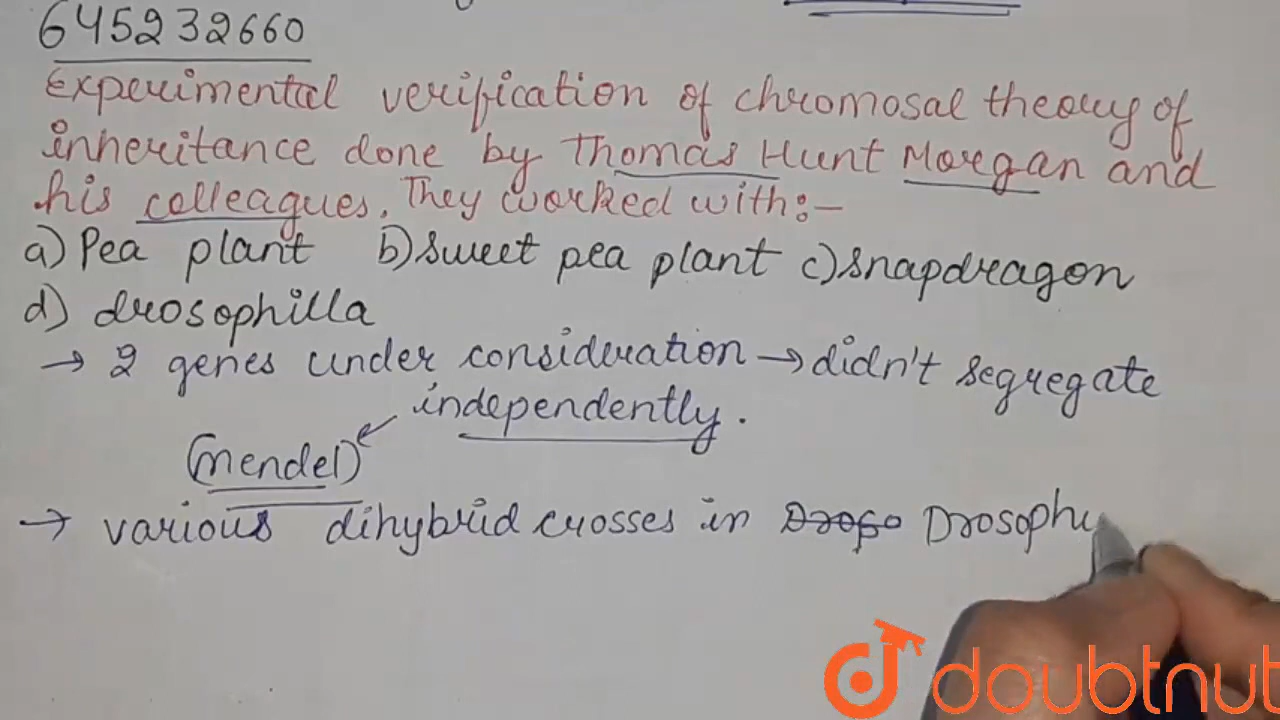 645232660
Experimental verification of chromosal theory of
inheritance done by Thomas Hunt Morgan and
his colleagues. They worked with:-
a) Pea plant b) sweet pea plant c) snapdragon
d) drosophilla
→ 2 genes under consideration → didn't segregate
independently.
(mendel)
→ various dihybrid crosses in Droso Drosophi
doubtnut